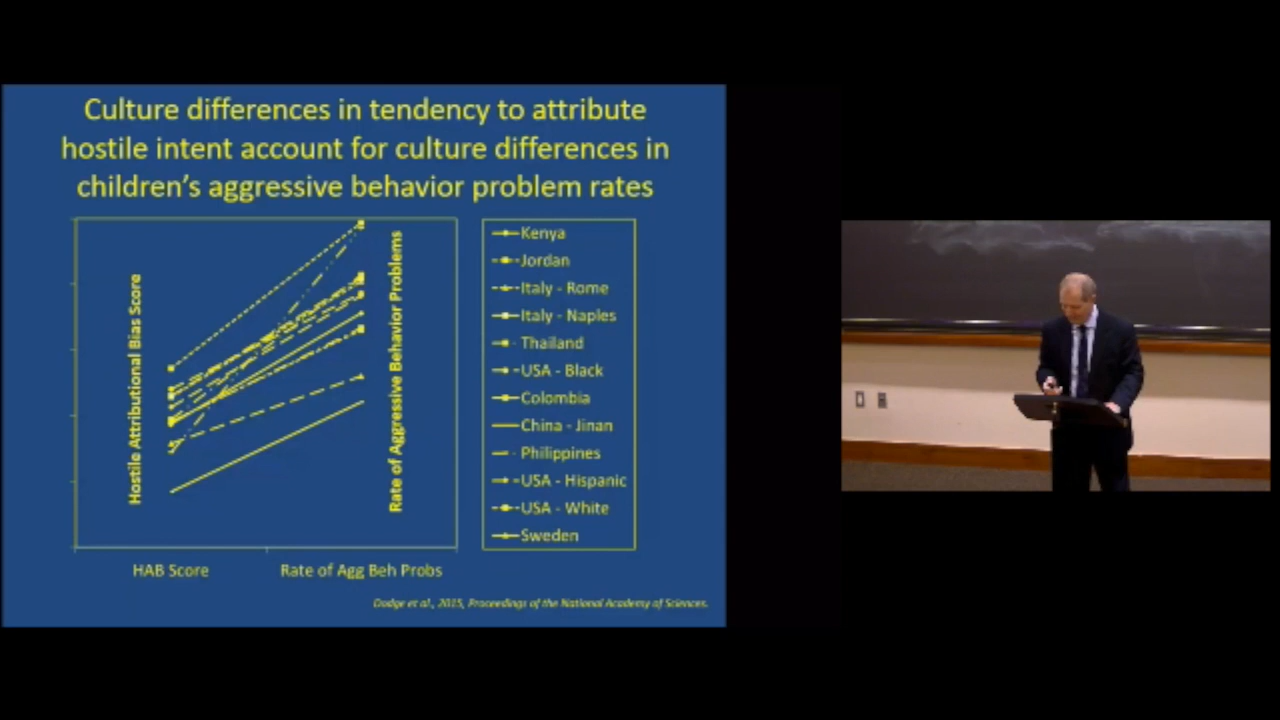 Culture differences in tendency to attribute
hostile intent account for culture differences in
children's aggressive behavior problem rates
Hostile Attributional Bias Score
Rate of Aggressive Behavior Problems
Kenya
Jordan
Italy - Rome
Italy - Naples
Thailand
USA - Black
Colombia
China - Jinan
Philippines
USA - Hispanic
USA - White
Sweden
HAB Score
Rate of Agg Beh Probs
Dodge et al., 2015, Proceedings of the National Academy of Sciences.